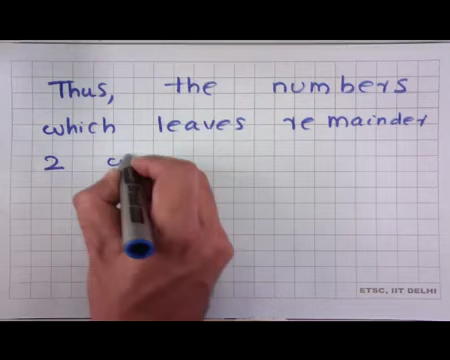 Thus, the numbers
which leaves remainder
2
ETSC, IIT DELHI